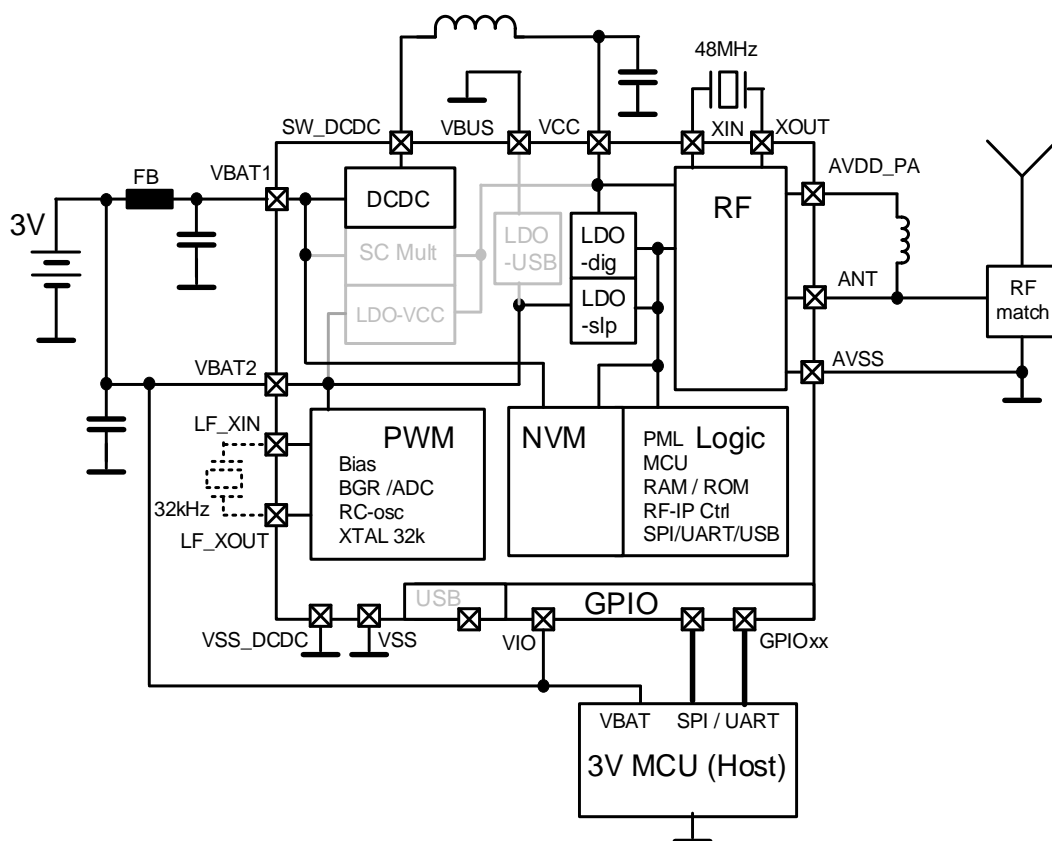 48MHz
SW_DCDC
VBUS
VCC
XIN
XOUT
AVDD_PA
FB
VBAT1
3V
DCDC
SC Mult
LDO-VCC
LDO
-USB
LDO
-dig
LDO
-slp
RF
ANT
RF
match
AVSS
VBAT2
LF_XIN
32kHz
LF_XOUT
PWM
Bias
BGR /ADC
RC-osc
XTAL 32k
NVM
Logic
PML
MCU
RAM / ROM
RF-IP Ctrl
SPI/UART/USB
USB
GPIO
VSS_DCDC
VSS
VIO
GPIOxx
VBAT
SPI / UART
3V MCU (Host)